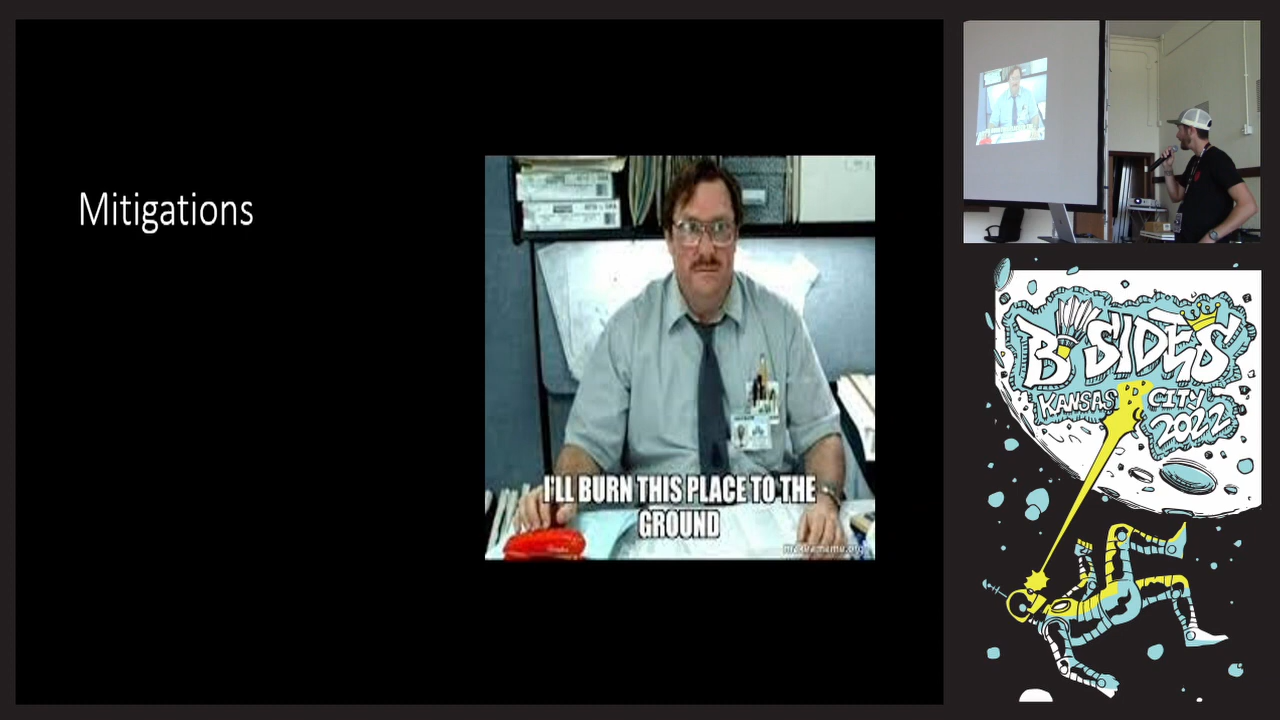 Mitigations
I'LL BURN THIS PLACE TO THE
GROUND
B SIDES
KANSAS CITY
2022